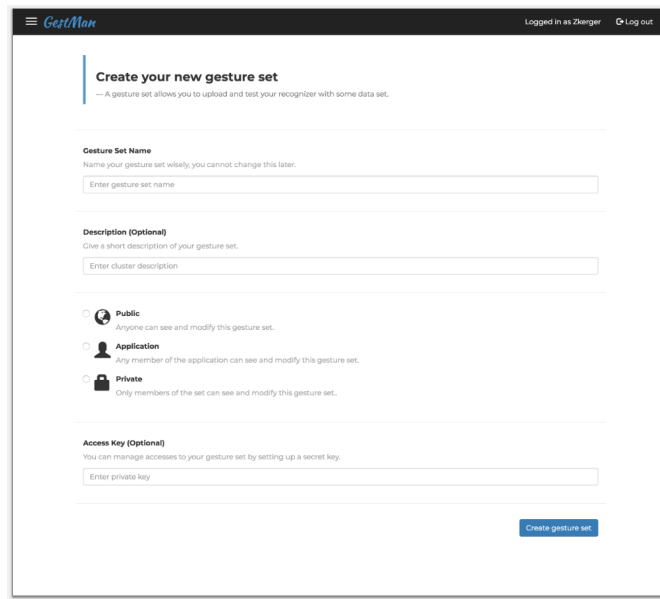 GestMan
Logged in as Zkerger
Log out
Create your new gesture set
— A gesture set allows you to upload and test your recognizer with some data set.
Gesture Set Name
Name your gesture set wisely, you cannot change this later.
Enter gesture set name
Description (Optional)
Give a short description of your gesture set.
Enter cluster description
Public
Anyone can see and modify this gesture set.
Application
Any member of the application can see and modify this gesture set.
Private
Only members of the set can see and modify this gesture set..
Access Key (Optional)
You can manage accesses to your gesture set by setting up a secret key.
Enter private key
Create gesture set